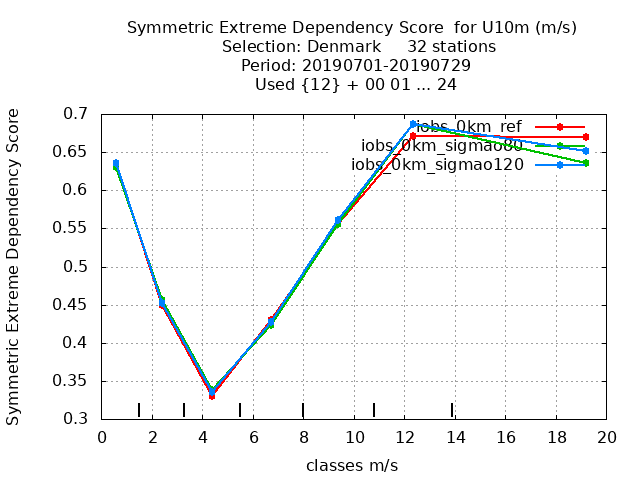 Symmetric Extreme Dependency Score  for U10m (m/s)
Selection: Denmark     32 stations
Period: 20190701-20190729
Used {12} + 00 01 ... 24
Symmetric Extreme Dependency Score
0.7
0.65
0.6
0.55
0.5
0.45
0.4
0.35
0.3
iobs_0km_ref
iobs_0km_sigmao80
iobs_0km_sigmao120
0 2 4 6 8 10 12 14 16 18 20
classes m/s